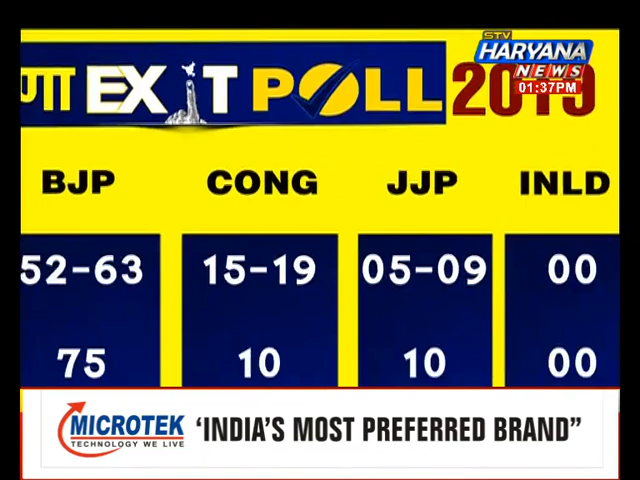 STV
HARYANA
NEWS
01:37PM
णा EXIT POLL 2019
BJP CONG JJP INLD
52-63 15-19 05-09 00
75 10 10 00
MICROTEK
TECHNOLOGY WE LIVE
‘INDIA'S MOST PREFERRED BRAND”